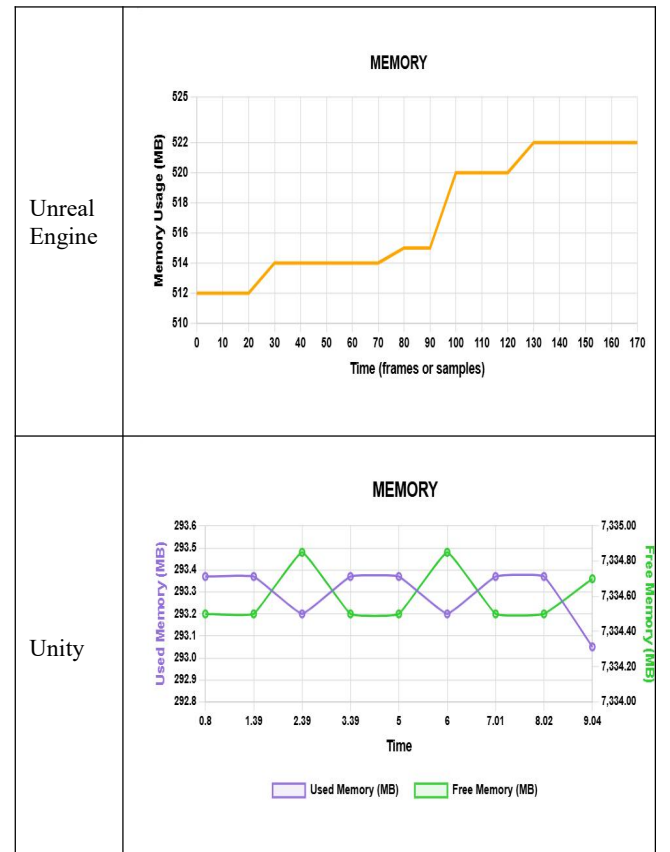 Unreal
Engine
MEMORY
Memory Usage (MB)
525
522
520
518
516
514
512
510
0 10 20 30 40 50 60 70 80 90 100 110 120 130 140 150 160 170
Time (frames or samples)
Unity
MEMORY
Used Memory (MB)
293.6
293.5
293.4
293.3
293.2
293.1
293.0
292.9
292.8
7,335.00
7,334.80
7,334.60
7,334.40
7,334.20
7,334.00
Free Memory (MB)
0.8 1.39 2.39 3.39 5 6 7.01 8.02 9.04
Time
Used Memory (MB) Free Memory (MB)